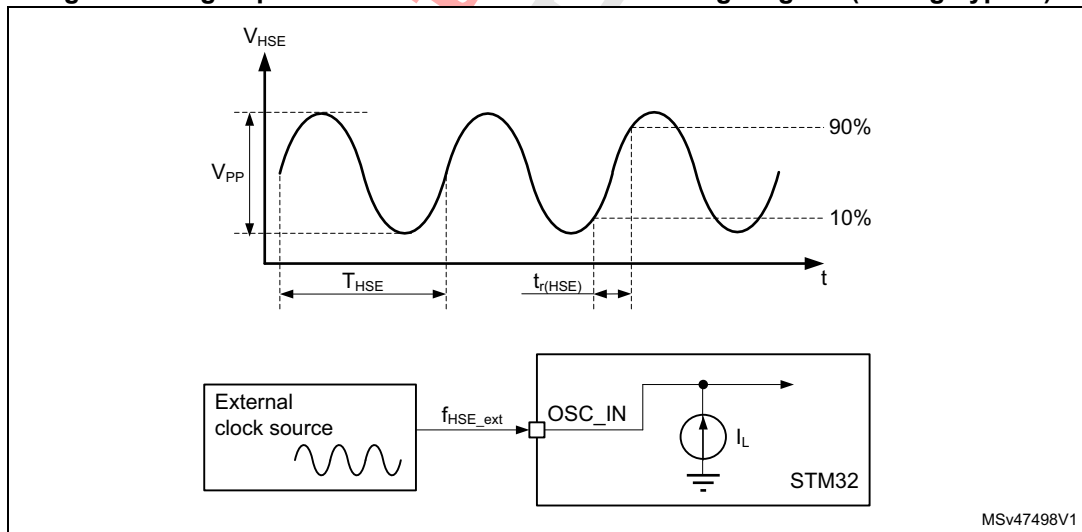 V_HSE
90%
V_PP
10%
T_HSE
t_r(HSE)
t
External
clock source
f_HSE_ext
OSC_IN
I_L
STM32
MSv47498V1